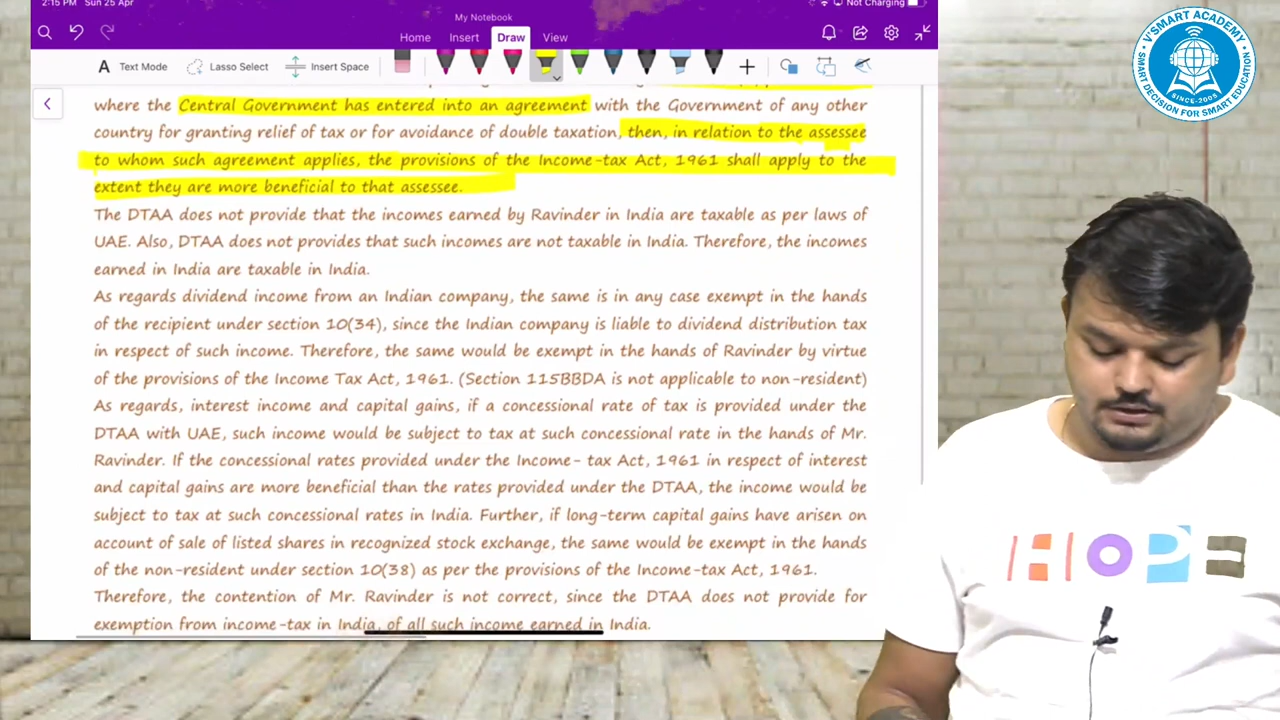 2:15 PM Sun 25 Apr
Not Charging
My Notebook
Home Insert Draw View
Text Mode Lasso Select Insert Space
where the Central Government has entered into an agreement with the Government of any other
country for granting relief of tax or for avoidance of double taxation, then, in relation to the assessee
to whom such agreement applies, the provisions of the Income-tax Act, 1961 shall apply to the
extent they are more beneficial to that assessee.
The DTAA does not provide that the incomes earned by Ravinder in India are taxable as per laws of
UAE. Also, DTAA does not provides that such incomes are not taxable in India. Therefore, the incomes
earned in India are taxable in India.
As regards dividend income from an Indian company, the same is in any case exempt in the hands
of the recipient under section 10(34), since the Indian company is liable to dividend distribution tax
in respect of such income. Therefore, the same would be exempt in the hands of Ravinder by virtue
of the provisions of the Income Tax Act, 1961. (Section 115BBDA is not applicable to non-resident)
As regards, interest income and capital gains, if a concessional rate of tax is provided under the
DTAA with UAE, such income would be subject to tax at such concessional rate in the hands of Mr.
Ravinder. If the concessional rates provided under the Income- tax Act, 1961 in respect of interest
and capital gains are more beneficial than the rates provided under the DTAA, the income would be
subject to tax at such concessional rates in India. Further, if long-term capital gains have arisen on
account of sale of listed shares in recognized stock exchange, the same would be exempt in the hands
of the non-resident under section 10(38) as per the provisions of the Income-tax Act, 1961.
Therefore, the contention of Mr. Ravinder is not correct, since the DTAA does not provide for
exemption from income-tax in India, of all such income earned in India.
V'SMART ACADEMY
SINCE-2005
SMART DECISION FOR SMART EDUCATION
HOPE